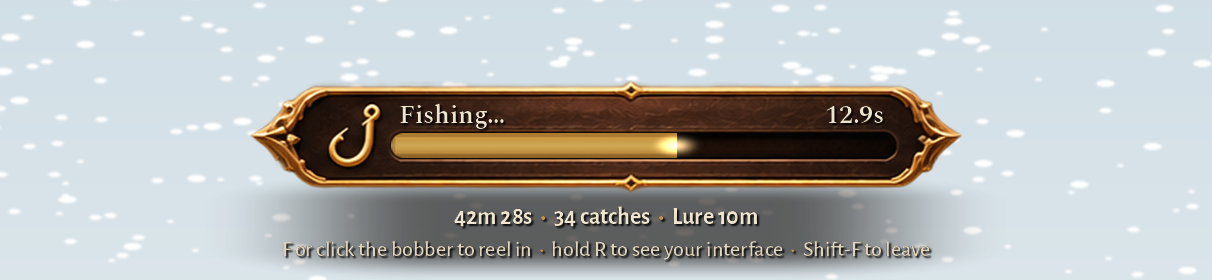 Fishing... 12.9s
42m 28s · 34 catches · Lure 10m
For click the bobber to reel in · hold R to see your interface · Shift-F to leave